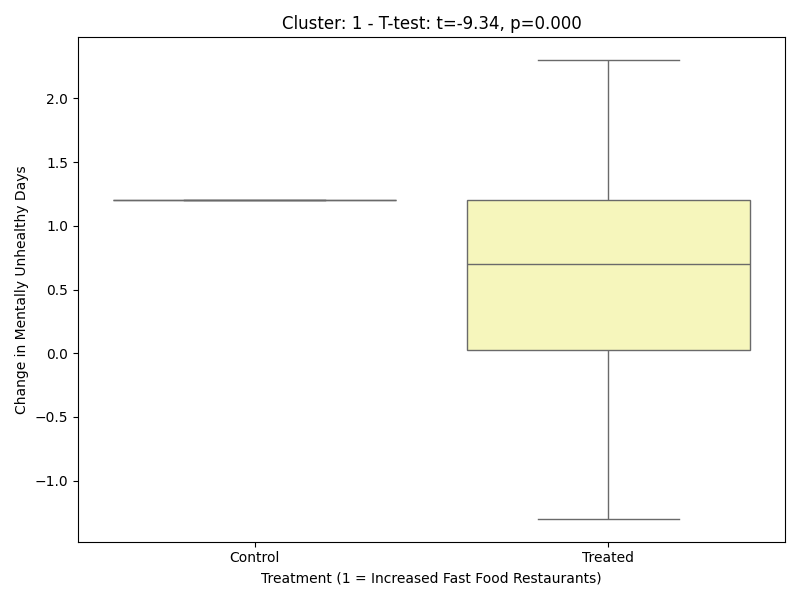 Cluster: 1 - T-test: t=-9.34, p=0.000
Change in Mentally Unhealthy Days
2.0
1.5
1.0
0.5
0.0
−0.5
−1.0
Control
Treated
Treatment (1 = Increased Fast Food Restaurants)